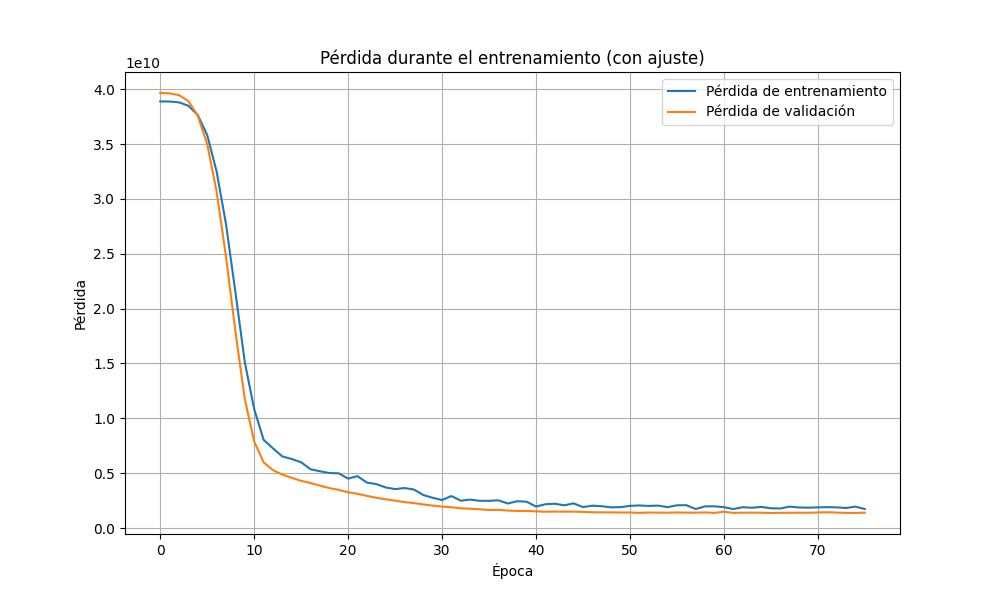 Pérdida durante el entrenamiento (con ajuste)
1e10
Pérdida de entrenamiento
Pérdida de validación
4.0
3.5
3.0
2.5
2.0
1.5
1.0
0.5
0.0
Pérdida
0 10 20 30 40 50 60 70
Época